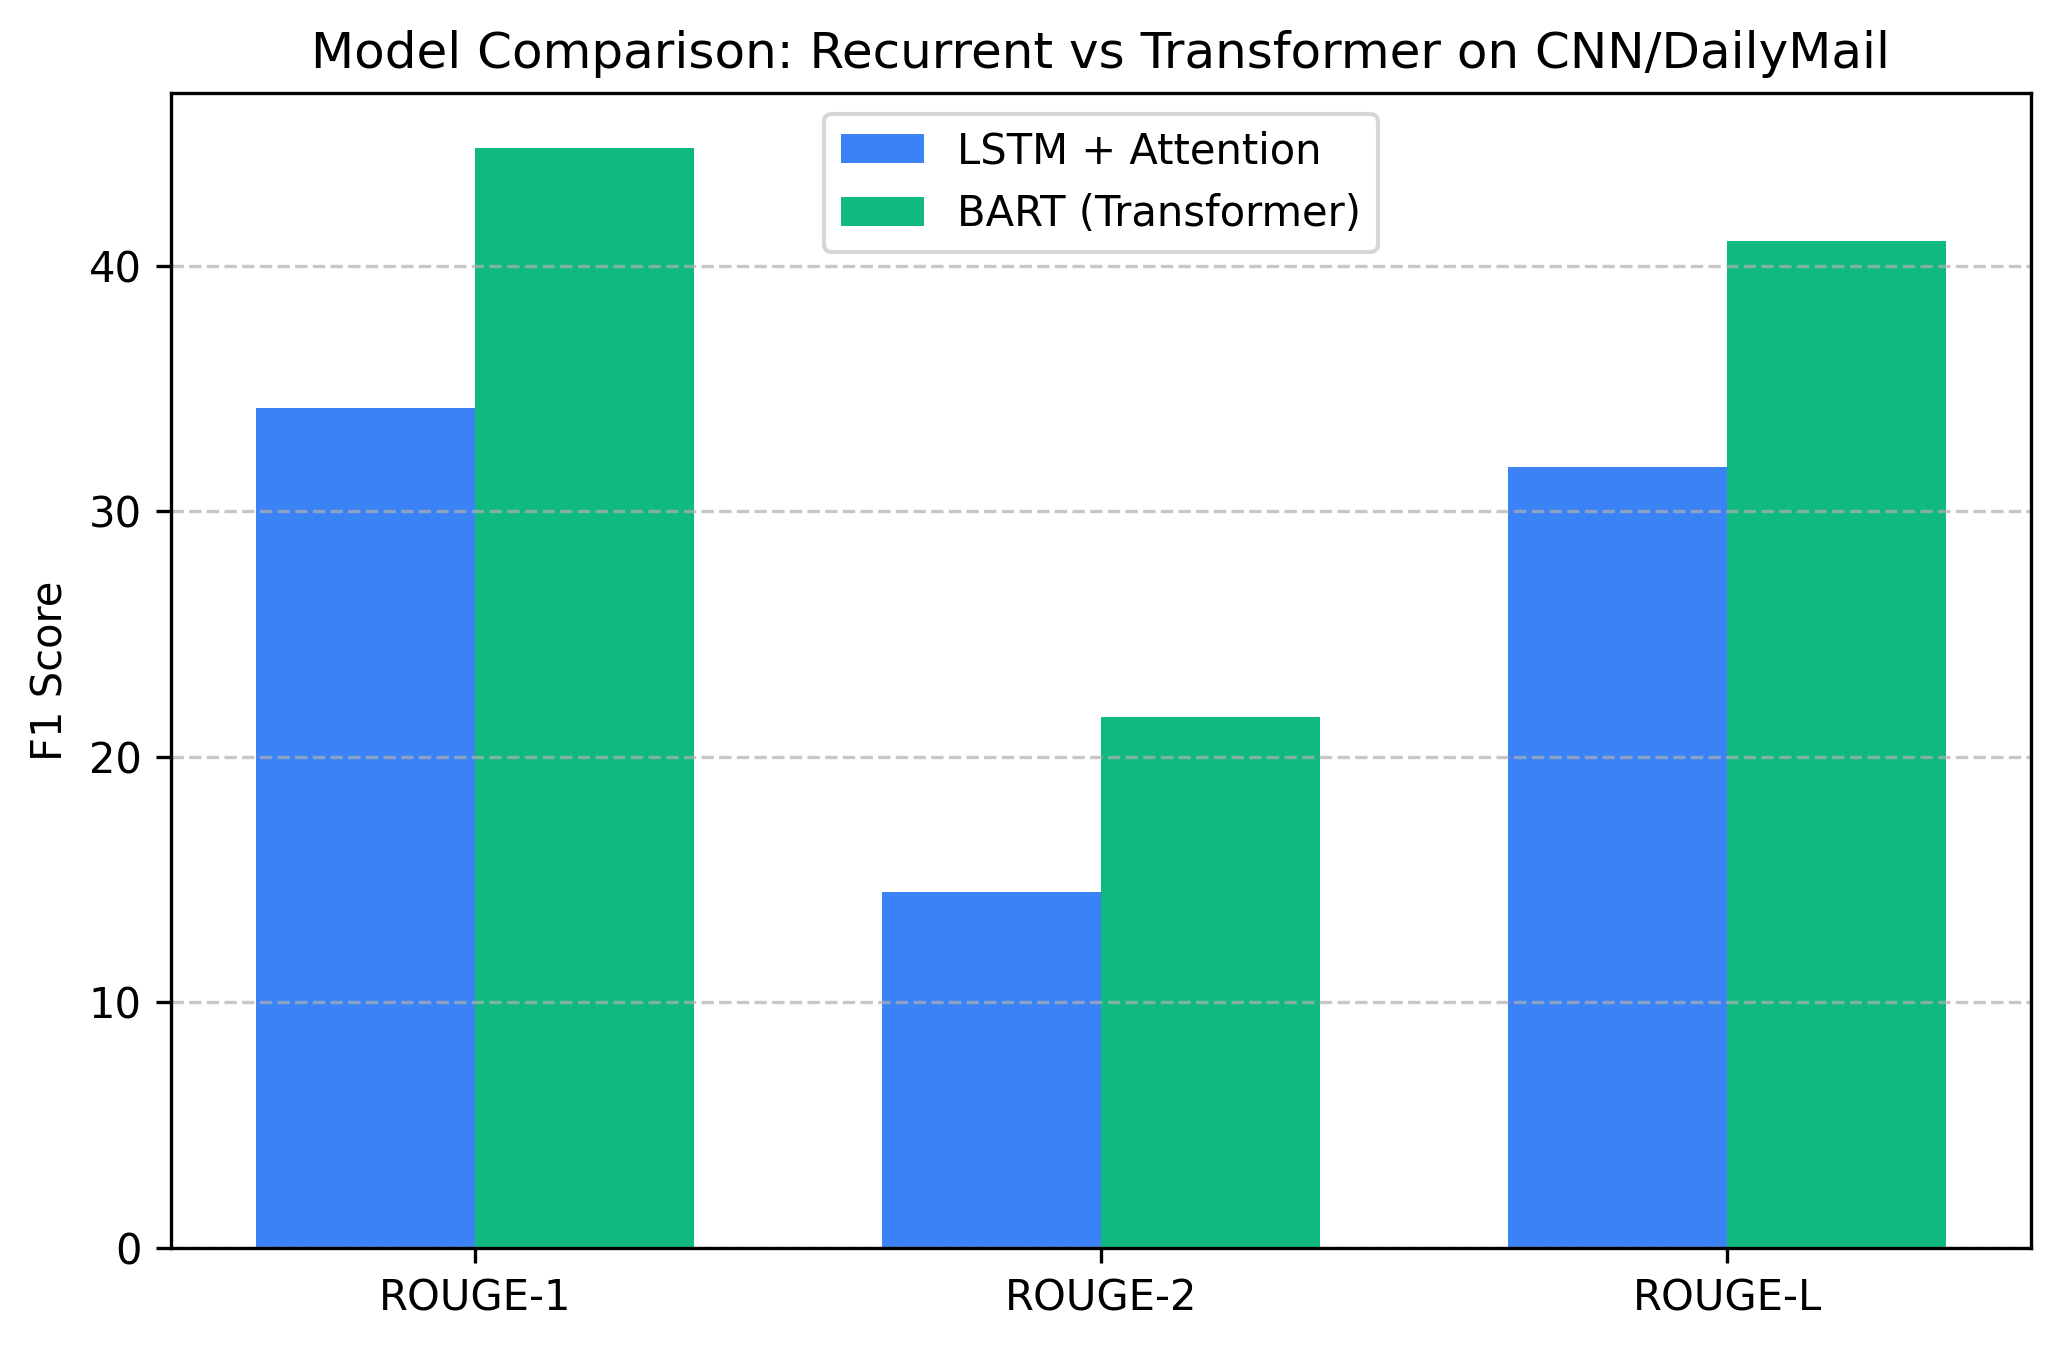 Model Comparison: Recurrent vs Transformer on CNN/DailyMail
LSTM + Attention
BART (Transformer)
F1 Score
40
30
20
10
0
ROUGE-1
ROUGE-2
ROUGE-L